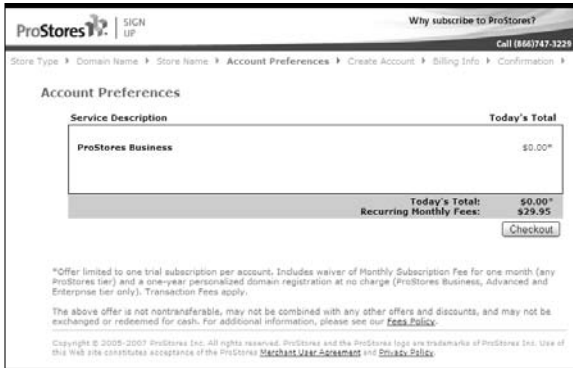 ProStores SIGN UP
Why subscribe to ProStores?
Call (866)747-3229
Store Type Domain Name Store Name Account Preferences Create Account Billing Info Confirmation
Account Preferences
Service Description Today's Total
ProStores Business $0.00*
Today's Total: $0.00*
Recurring Monthly Fees: $29.95
Checkout
*Offer limited to one trial subscription per account. Includes waiver of Monthly Subscription Fee for one month (any
ProStores tier) and a one-year personalized domain registration at no charge (ProStores Business, Advanced and
Enterprise tier only). Transaction Fees apply.
The above offer is not nontransferable, may not be combined with any other offers and discounts, and may not be
exchanged or redeemed for cash. For additional information, please see our Fees Policy.
Copyright © 2005-2007 ProStores Inc. All rights reserved. ProStores and the ProStores logo are trademarks of ProStores Inc. Use of
this Web site constitutes acceptance of the ProStores Merchant User Agreement and Privacy Policy.